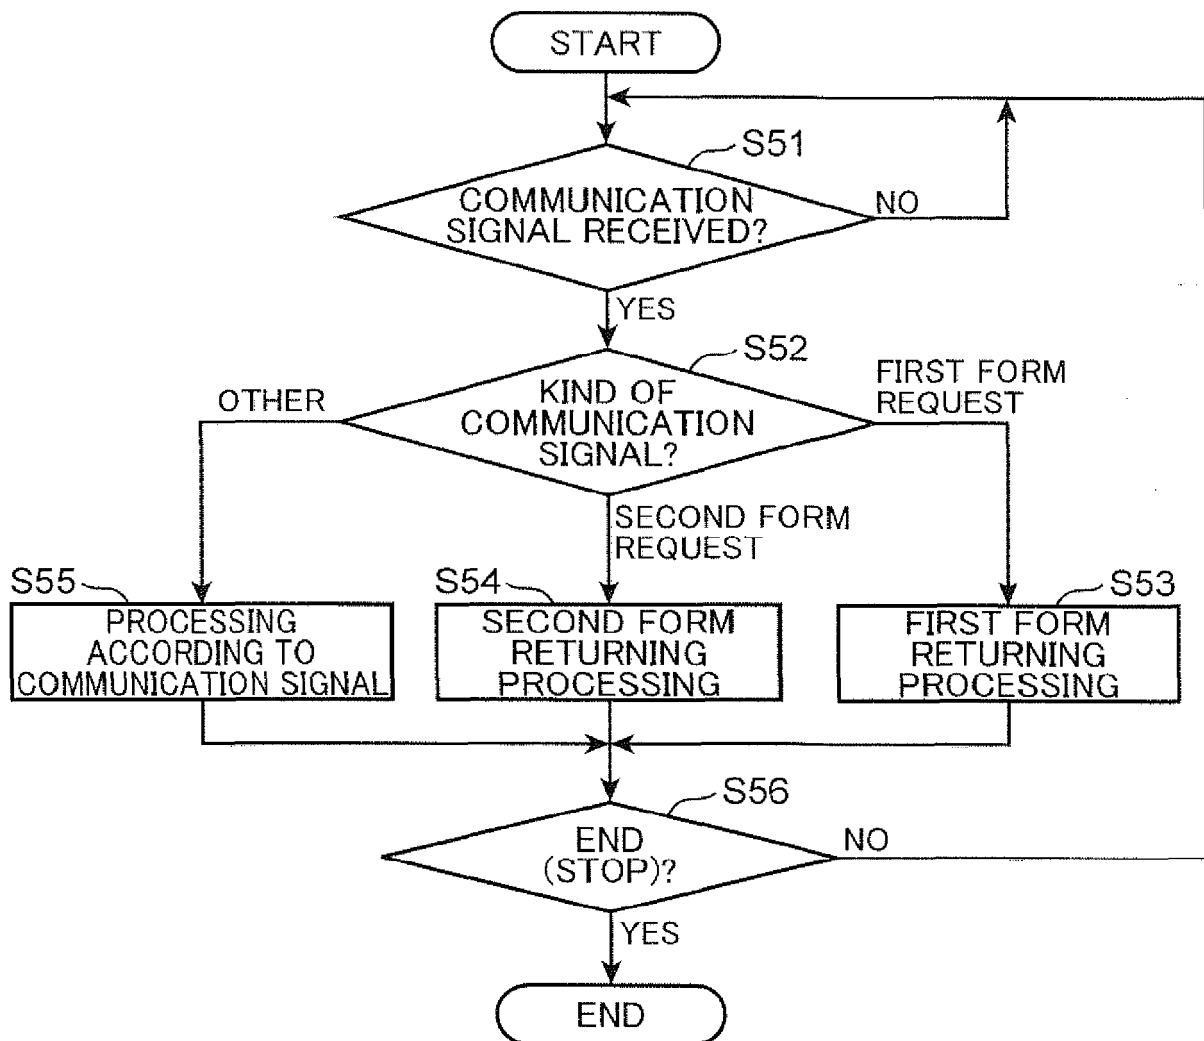 START
S51
COMMUNICATION
SIGNAL RECEIVED?
NO
YES
S52
KIND OF
COMMUNICATION
SIGNAL?
OTHER
FIRST FORM
REQUEST
SECOND FORM
REQUEST
S55
PROCESSING
ACCORDING TO
COMMUNICATION SIGNAL
S54
SECOND FORM
RETURNING
PROCESSING
S53
FIRST FORM
RETURNING
PROCESSING
S56
END
(STOP)?
NO
YES
END